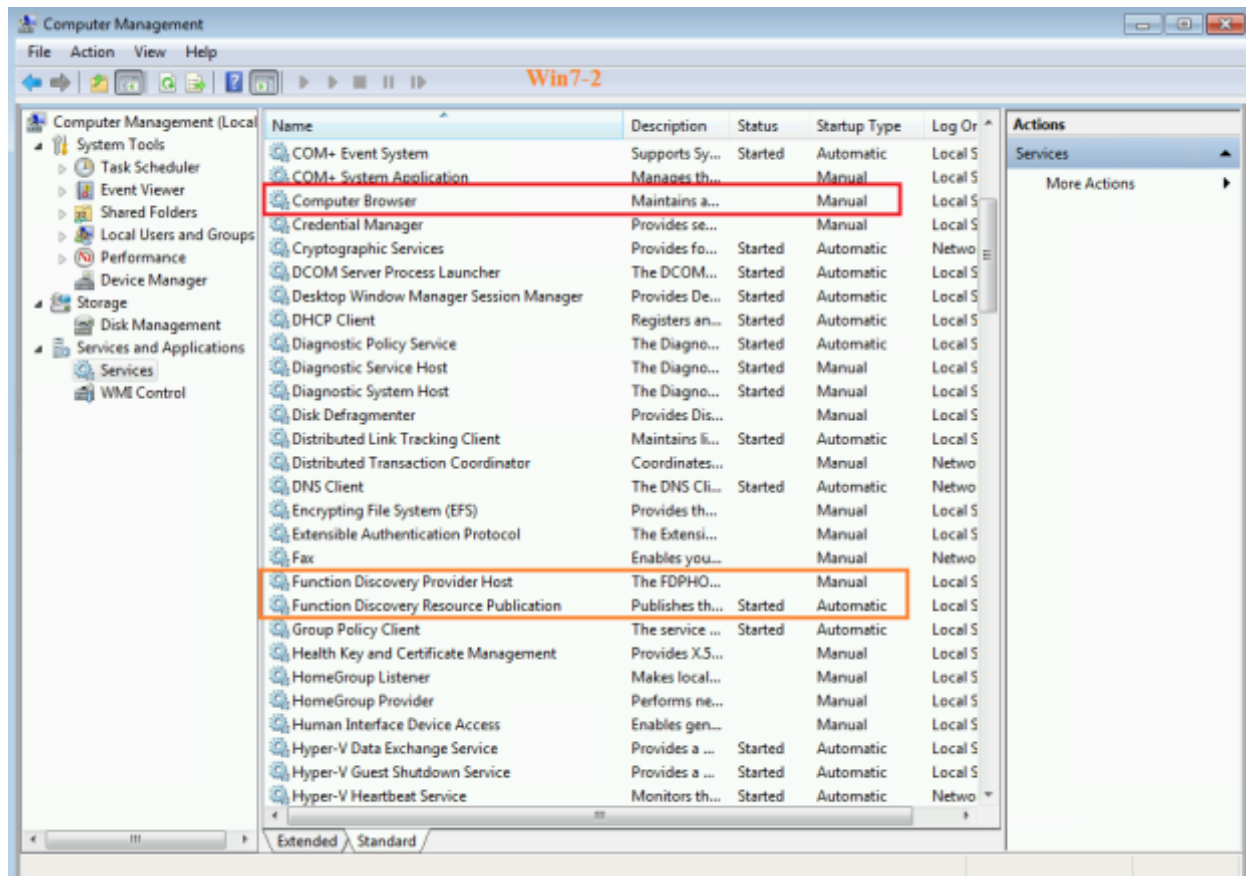 Computer Management
File Action View Help
Win7-2
Computer Management (Local
System Tools
Task Scheduler
Event Viewer
Shared Folders
Local Users and Groups
Performance
Device Manager
Storage
Disk Management
Services and Applications
Services
WMI Control
Name Description Status Startup Type Log Or
COM+ Event System Supports Sy... Started Automatic Local S
COM+ System Application Manages th... Manual Local S
Computer Browser Maintains a... Manual Local S
Credential Manager Provides se... Manual Local S
Cryptographic Services Provides fo... Started Automatic Netwo
DCOM Server Process Launcher The DCOM... Started Automatic Local S
Desktop Window Manager Session Manager Provides De... Started Automatic Local S
DHCP Client Registers an... Started Automatic Local S
Diagnostic Policy Service The Diagno... Started Automatic Local S
Diagnostic Service Host The Diagno... Started Manual Local S
Diagnostic System Host The Diagno... Started Manual Local S
Disk Defragmenter Provides Dis... Manual Local S
Distributed Link Tracking Client Maintains li... Started Automatic Local S
Distributed Transaction Coordinator Coordinates... Manual Netwo
DNS Client The DNS Cli... Started Automatic Netwo
Encrypting File System (EFS) Provides th... Manual Local S
Extensible Authentication Protocol The Extensi... Manual Local S
Fax Enables you... Manual Netwo
Function Discovery Provider Host The FDPHO... Manual Local S
Function Discovery Resource Publication Publishes th... Started Automatic Local S
Group Policy Client The service ... Started Automatic Local S
Health Key and Certificate Management Provides X.5... Manual Local S
HomeGroup Listener Makes local... Manual Local S
HomeGroup Provider Performs ne... Manual Local S
Human Interface Device Access Enables gen... Manual Local S
Hyper-V Data Exchange Service Provides a ... Started Automatic Local S
Hyper-V Guest Shutdown Service Provides a ... Started Automatic Local S
Hyper-V Heartbeat Service Monitors th... Started Automatic Netwo
Extended Standard
Actions
Services
More Actions